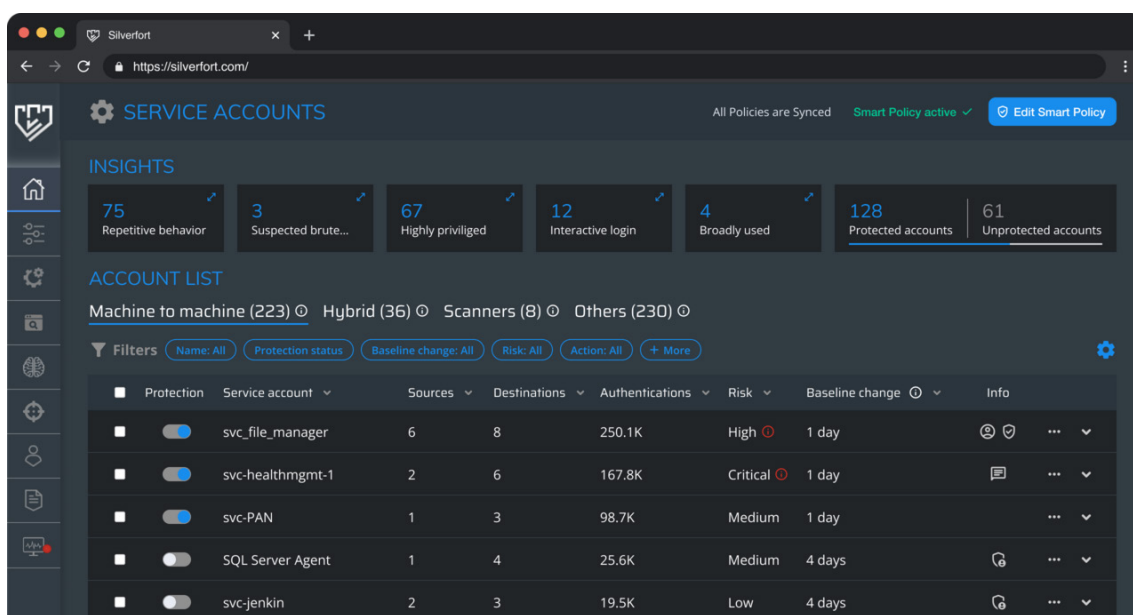 Silverfort
https://silverfort.com/
SERVICE ACCOUNTS
All Policies are Synced
Smart Policy active
Edit Smart Policy
INSIGHTS
75
Repetitive behavior
3
Suspected brute...
67
Highly priviliged
12
Interactive login
4
Broadly used
128
Protected accounts
61
Unprotected accounts
ACCOUNT LIST
Machine to machine (223) Hybrid (36) Scanners (8) Others (230)
Filters Name: All Protection status Baseline change: All Risk: All Action: All + More
Protection Service account Sources Destinations Authentications Risk Baseline change Info
svc_file_manager 6 8 250.1K High 1 day
svc-healthmgmt-1 2 6 167.8K Critical 1 day
svc-PAN 1 3 98.7K Medium 1 day
SQL Server Agent 1 4 25.6K Medium 4 days
svc-jenkin 2 3 19.5K Low 4 days